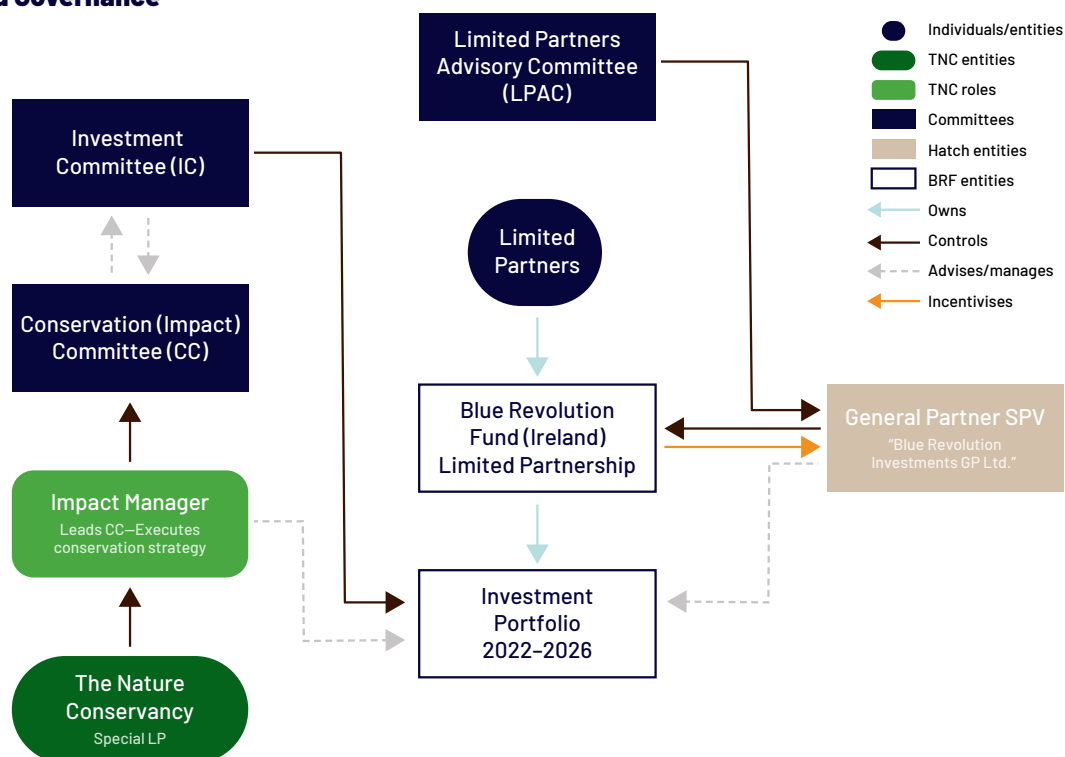 Governance
Limited Partners
Advisory Committee
(LPAC)
Investment
Committee (IC)
Limited
Partners
Conservation (Impact)
Committee (CC)
Blue Revolution
Fund (Ireland)
Limited Partnership
General Partner SPV
"Blue Revolution
Investments GP Ltd."
Impact Manager
Leads CC—Executes
conservation strategy
Investment
Portfolio
2022–2026
The Nature
Conservancy
Special LP
Individuals/entities
TNC entities
TNC roles
Committees
Hatch entities
BRF entities
Owns
Controls
Advises/manages
Incentivises